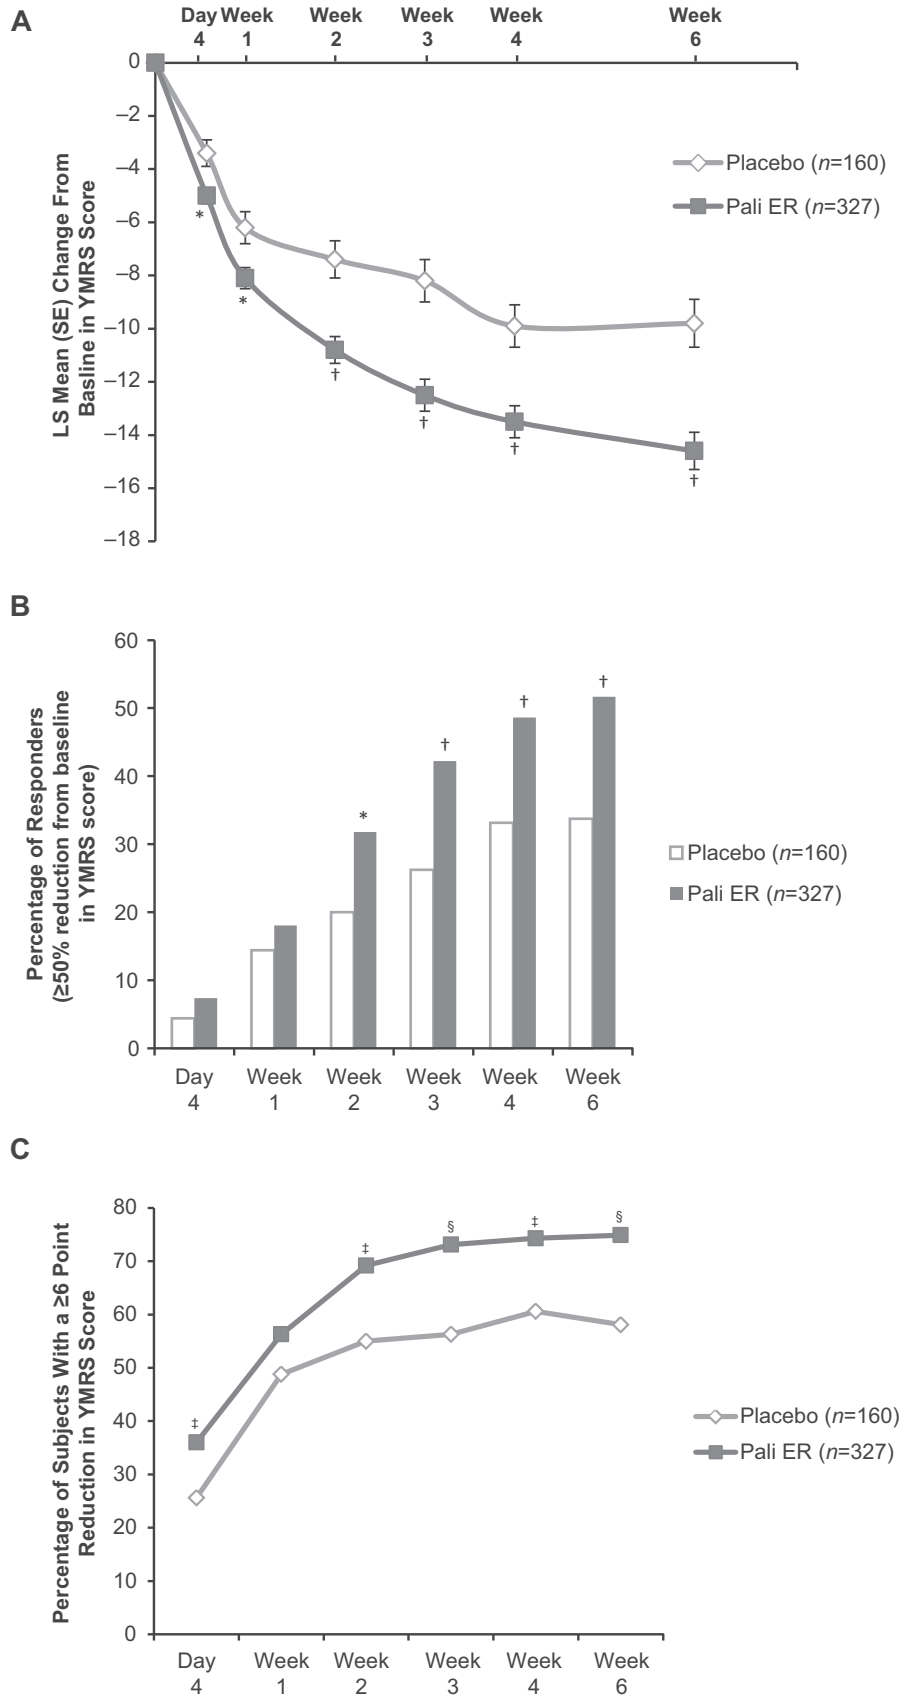 A
Day Week Week Week Week Week
4 1 2 3 4 6
0
–2
–4
–6
–8
–10
–12
–14
–16
–18
LS Mean (SE) Change From
Basline in YMRS Score
* * † † † †
Placebo (n=160)
Pali ER (n=327)
B
60
50
40
30
20
10
0
Percentage of Responders
(≥50% reduction from baseline
in YMRS score)
* † † †
Placebo (n=160)
Pali ER (n=327)
Day Week Week Week Week Week
4 1 2 3 4 6
C
80
70
60
50
40
30
20
10
0
Percentage of Subjects With a ≥6 Point
Reduction in YMRS Score
‡ ‡ § ‡ §
Placebo (n=160)
Pali ER (n=327)
Day Week Week Week Week Week
4 1 2 3 4 6